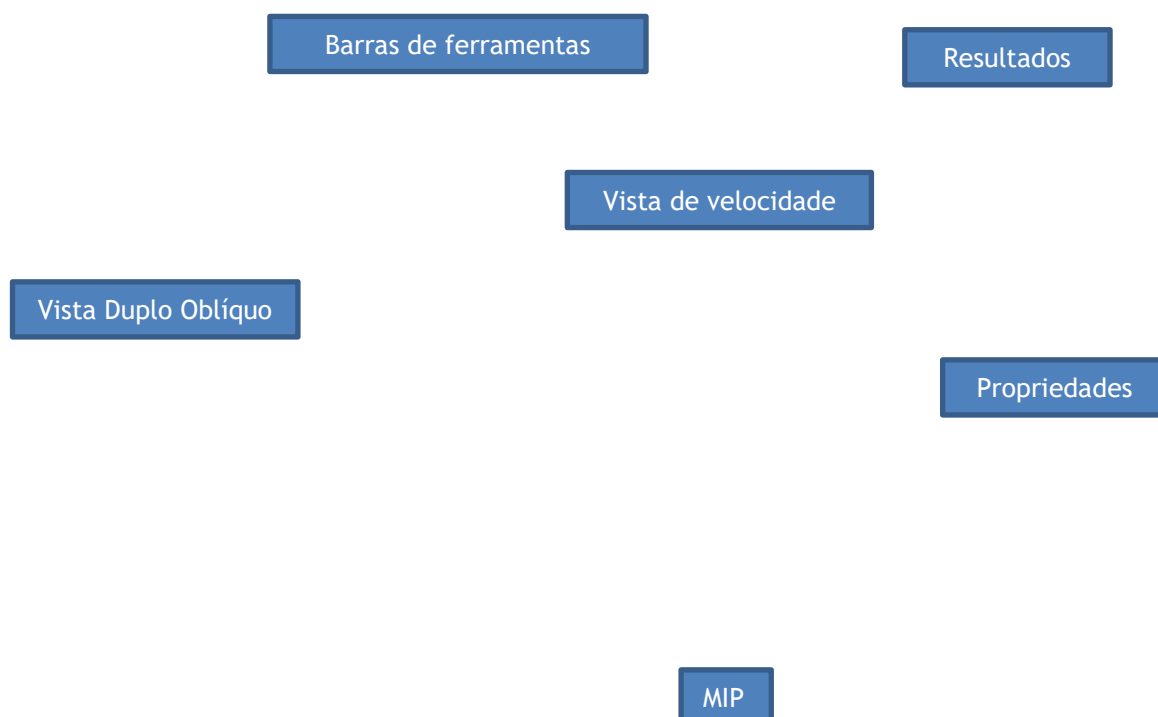 Barras de ferramentas
Resultados
Vista de velocidade
Vista Duplo Oblíquo
Propriedades
MIP